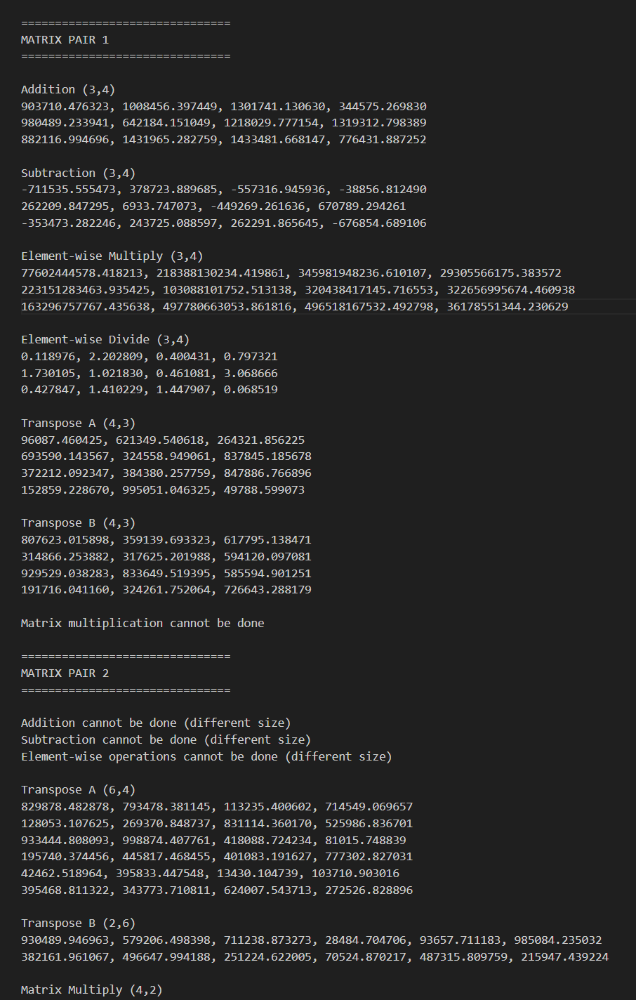 ===============================
MATRIX PAIR 1
===============================
Addition (3,4)
903710.476323, 1008456.397449, 1301741.130630, 344575.269830
980489.233941, 642184.151049, 1218029.777154, 1319312.798389
882116.994696, 1431965.282759, 1433481.668147, 776431.887252
Subtraction (3,4)
-711535.555473, 378723.889685, -557316.945936, -38856.812490
262209.847295, 6933.747073, -449269.261636, 670789.294261
-353473.282246, 243725.088597, 262291.865645, -676854.689106
Element-wise Multiply (3,4)
77602444578.418213, 218388130234.419861, 345981948236.610107, 29305566175.383572
223151283463.935425, 103088101752.513138, 320438417145.716553, 322656995674.460938
163296757767.435638, 497780663053.861816, 496518167532.492798, 36178551344.230629
Element-wise Divide (3,4)
0.118976, 2.202809, 0.400431, 0.797321
1.730105, 1.021830, 0.461081, 3.068666
0.427847, 1.410229, 1.447907, 0.068519
Transpose A (4,3)
96087.460425, 621349.540618, 264321.856225
693590.143567, 324558.949061, 837845.185678
372212.092347, 384380.257759, 847886.766896
152859.228670, 995051.046325, 49788.599073
Transpose B (4,3)
807623.015898, 359139.693323, 617795.138471
314866.253882, 317625.201988, 594120.097081
929529.038283, 833649.519395, 585594.901251
191716.041160, 324261.752064, 726643.288179
Matrix multiplication cannot be done
===============================
MATRIX PAIR 2
===============================
Addition cannot be done (different size)
Subtraction cannot be done (different size)
Element-wise operations cannot be done (different size)
Transpose A (6,4)
829878.482878, 793478.381145, 113235.400602, 714549.069657
128053.107625, 269370.848737, 831114.360170, 525986.836701
933444.808093, 998874.407761, 418088.724234, 81015.748839
195740.374456, 445817.468455, 401083.191627, 777302.827031
42462.518964, 395833.447548, 13430.104739, 103710.903016
395468.811322, 343773.710811, 624007.543713, 272526.828896
Transpose B (2,6)
930489.946963, 579206.498398, 711238.873273, 28484.704706, 93657.711183, 985084.235032
382161.961067, 496647.994188, 251224.622005, 70524.870217, 487315.809759, 215947.439224
Matrix Multiply (4,2)